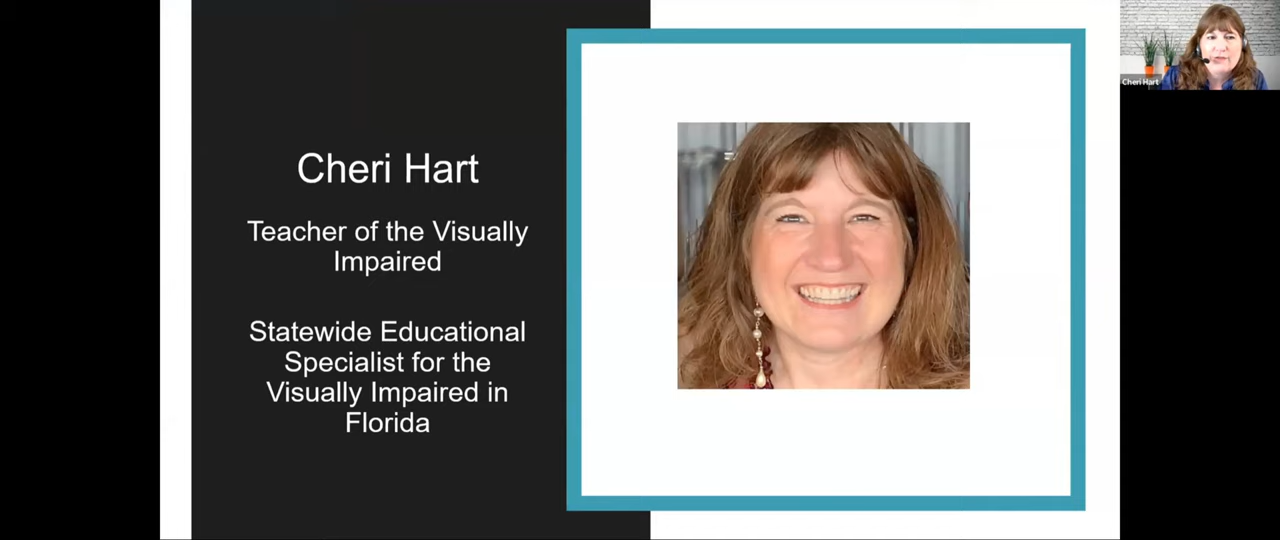 Cheri Hart
Teacher of the Visually
Impaired
Statewide Educational
Specialist for the
Visually Impaired in
Florida
Cheri Hart